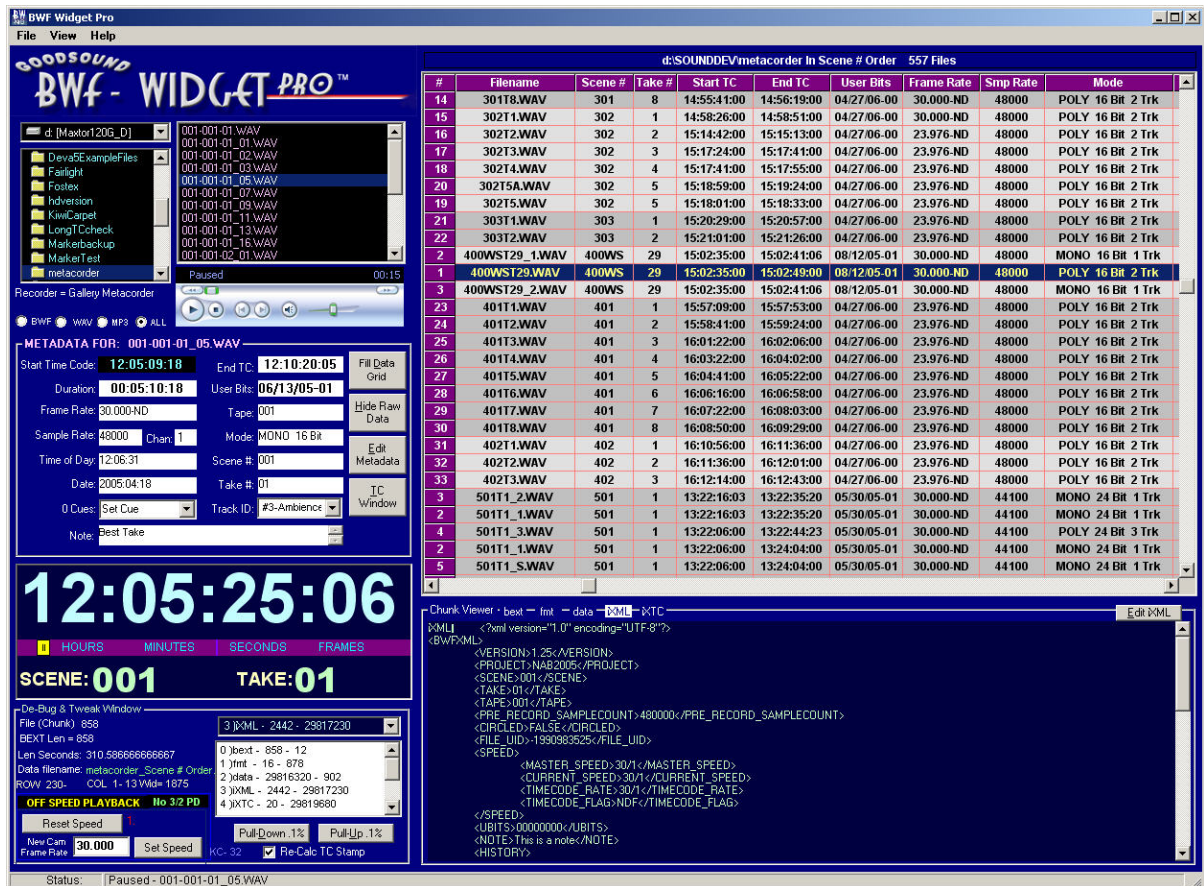 BWF Widget Pro
File View Help
GOODSOUND
BWF - WIDGET PRO™
d: [Maxtor120G_D]
Deva5ExampleFiles
Fairlight
Fostex
hdversion
KiwiCarpet
LongTCcheck
Markerbackup
MarkerTest
metacorder
001-001-01.WAV
001-001-01_01.WAV
001-001-01_02.WAV
001-001-01_03.WAV
001-001-01_05.WAV
001-001-01_07.WAV
001-001-01_09.WAV
001-001-01_11.WAV
001-001-01_13.WAV
001-001-01_16.WAV
001-001-02_01.WAV
Paused 00:15
Recorder = Gallery Metacorder
BWF WAV MP3 ALL
METADATA FOR: 001-001-01_05.WAV
Start Time Code: 12:05:09:18 End TC: 12:10:20:05 Fill Data Grid
Duration: 00:05:10:18 User Bits: 06/13/05-01
Frame Rate: 30.000-ND Tape: 001 Hide Raw Data
Sample Rate: 48000 Chan: 1 Mode: MONO 16 Bit
Time of Day: 12:06:31 Scene #: 001 Edit Metadata
Date: 2005:04:18 Take #: 01
0 Cues: Set Cue Track ID: #3-Ambience TC Window
Note: Best Take
12:05:25:06
HOURS MINUTES SECONDS FRAMES
SCENE: 001 TAKE: 01
De-Bug & Tweak Window
File (Chunk) 858
BEXT Len = 858
Len Seconds: 310.586666666667
Data filename: metacorder_Scene # Order.
ROW 230- COL 1- 13 Wid= 1875
3 )iXML - 2442 - 29817230
0 )bext - 858 - 12
1 )fmt - 16 - 878
2 )data - 29816320 - 902
3 )iXML - 2442 - 29817230
4 )iXTC - 20 - 29819680
OFF SPEED PLAYBACK No 3/2 PD
Reset Speed 1.
New Cam Frame Rate 30.000 Set Speed
Pull-Down .1% Pull-Up .1%
KC- 32 Re-Calc TC Stamp
d:\SOUNDDEV\metacorder In Scene # Order 557 Files
# Filename Scene # Take # Start TC End TC User Bits Frame Rate Smp Rate Mode
14 301T8.WAV 301 8 14:55:41:00 14:56:19:00 04/27/06-00 30.000-ND 48000 POLY 16 Bit 2 Trk
15 302T1.WAV 302 1 14:58:26:00 14:58:51:00 04/27/06-00 30.000-ND 48000 POLY 16 Bit 2 Trk
16 302T2.WAV 302 2 15:14:42:00 15:15:13:00 04/27/06-00 23.976-ND 48000 POLY 16 Bit 2 Trk
17 302T3.WAV 302 3 15:17:24:00 15:17:41:00 04/27/06-00 23.976-ND 48000 POLY 16 Bit 2 Trk
18 302T4.WAV 302 4 15:17:41:00 15:17:55:00 04/27/06-00 23.976-ND 48000 POLY 16 Bit 2 Trk
20 302T5A.WAV 302 5 15:18:59:00 15:19:24:00 04/27/06-00 23.976-ND 48000 POLY 16 Bit 2 Trk
19 302T5.WAV 302 5 15:18:01:00 15:18:33:00 04/27/06-00 23.976-ND 48000 POLY 16 Bit 2 Trk
21 303T1.WAV 303 1 15:20:29:00 15:20:57:00 04/27/06-00 23.976-ND 48000 POLY 16 Bit 2 Trk
22 303T2.WAV 303 2 15:21:01:00 15:21:26:00 04/27/06-00 23.976-ND 48000 POLY 16 Bit 2 Trk
2 400WST29_1.WAV 400WS 29 15:02:35:00 15:02:41:06 08/12/05-01 30.000-ND 48000 MONO 16 Bit 1 Trk
1 400WST29.WAV 400WS 29 15:02:35:00 15:02:49:00 08/12/05-01 30.000-ND 48000 POLY 16 Bit 2 Trk
3 400WST29_2.WAV 400WS 29 15:02:35:00 15:02:41:06 08/12/05-01 30.000-ND 48000 MONO 16 Bit 1 Trk
23 401T1.WAV 401 1 15:57:09:00 15:57:53:00 04/27/06-00 23.976-ND 48000 POLY 16 Bit 2 Trk
24 401T2.WAV 401 2 15:58:41:00 15:59:24:00 04/27/06-00 23.976-ND 48000 POLY 16 Bit 2 Trk
25 401T3.WAV 401 3 16:01:22:00 16:02:06:00 04/27/06-00 23.976-ND 48000 POLY 16 Bit 2 Trk
26 401T4.WAV 401 4 16:03:22:00 16:04:02:00 04/27/06-00 23.976-ND 48000 POLY 16 Bit 2 Trk
27 401T5.WAV 401 5 16:04:41:00 16:05:22:00 04/27/06-00 23.976-ND 48000 POLY 16 Bit 2 Trk
28 401T6.WAV 401 6 16:06:16:00 16:06:58:00 04/27/06-00 23.976-ND 48000 POLY 16 Bit 2 Trk
29 401T7.WAV 401 7 16:07:22:00 16:08:03:00 04/27/06-00 23.976-ND 48000 POLY 16 Bit 2 Trk
30 401T8.WAV 401 8 16:08:50:00 16:09:29:00 04/27/06-00 23.976-ND 48000 POLY 16 Bit 2 Trk
31 402T1.WAV 402 1 16:10:56:00 16:11:36:00 04/27/06-00 23.976-ND 48000 POLY 16 Bit 2 Trk
32 402T2.WAV 402 2 16:11:36:00 16:12:01:00 04/27/06-00 23.976-ND 48000 POLY 16 Bit 2 Trk
33 402T3.WAV 402 3 16:12:14:00 16:12:43:00 04/27/06-00 23.976-ND 48000 POLY 16 Bit 2 Trk
3 501T1_2.WAV 501 1 13:22:16:03 13:22:35:20 05/30/05-01 30.000-ND 44100 MONO 24 Bit 1 Trk
2 501T1_1.WAV 501 1 13:22:16:03 13:22:35:20 05/30/05-01 30.000-ND 44100 MONO 24 Bit 1 Trk
4 501T1_3.WAV 501 1 13:22:06:00 13:22:44:23 05/30/05-01 30.000-ND 44100 POLY 24 Bit 3 Trk
2 501T1_1.WAV 501 1 13:22:06:00 13:24:04:00 05/30/05-01 30.000-ND 44100 MONO 24 Bit 1 Trk
5 501T1_S.WAV 501 1 13:22:06:00 13:24:04:00 05/30/05-01 30.000-ND 44100 MONO 24 Bit 1 Trk
Chunk Viewer - bext fmt data iXML iXTC Edit iXML
iXML <?xml version="1.0" encoding="UTF-8"?>
<BWFXML>
<VERSION>1.25</VERSION>
<PROJECT>NAB2005</PROJECT>
<SCENE>001</SCENE>
<TAKE>01</TAKE>
<TAPE>001</TAPE>
<PRE_RECORD_SAMPLECOUNT>480000</PRE_RECORD_SAMPLECOUNT>
<CIRCLED>FALSE</CIRCLED>
<FILE_UID>-1990983525</FILE_UID>
<SPEED>
<MASTER_SPEED>30/1</MASTER_SPEED>
<CURRENT_SPEED>30/1</CURRENT_SPEED>
<TIMECODE_RATE>30/1</TIMECODE_RATE>
<TIMECODE_FLAG>NDF</TIMECODE_FLAG>
</SPEED>
<UBITS>00000000</UBITS>
<NOTE>This is a note</NOTE>
<HISTORY>
Status: Paused - 001-001-01_05.WAV